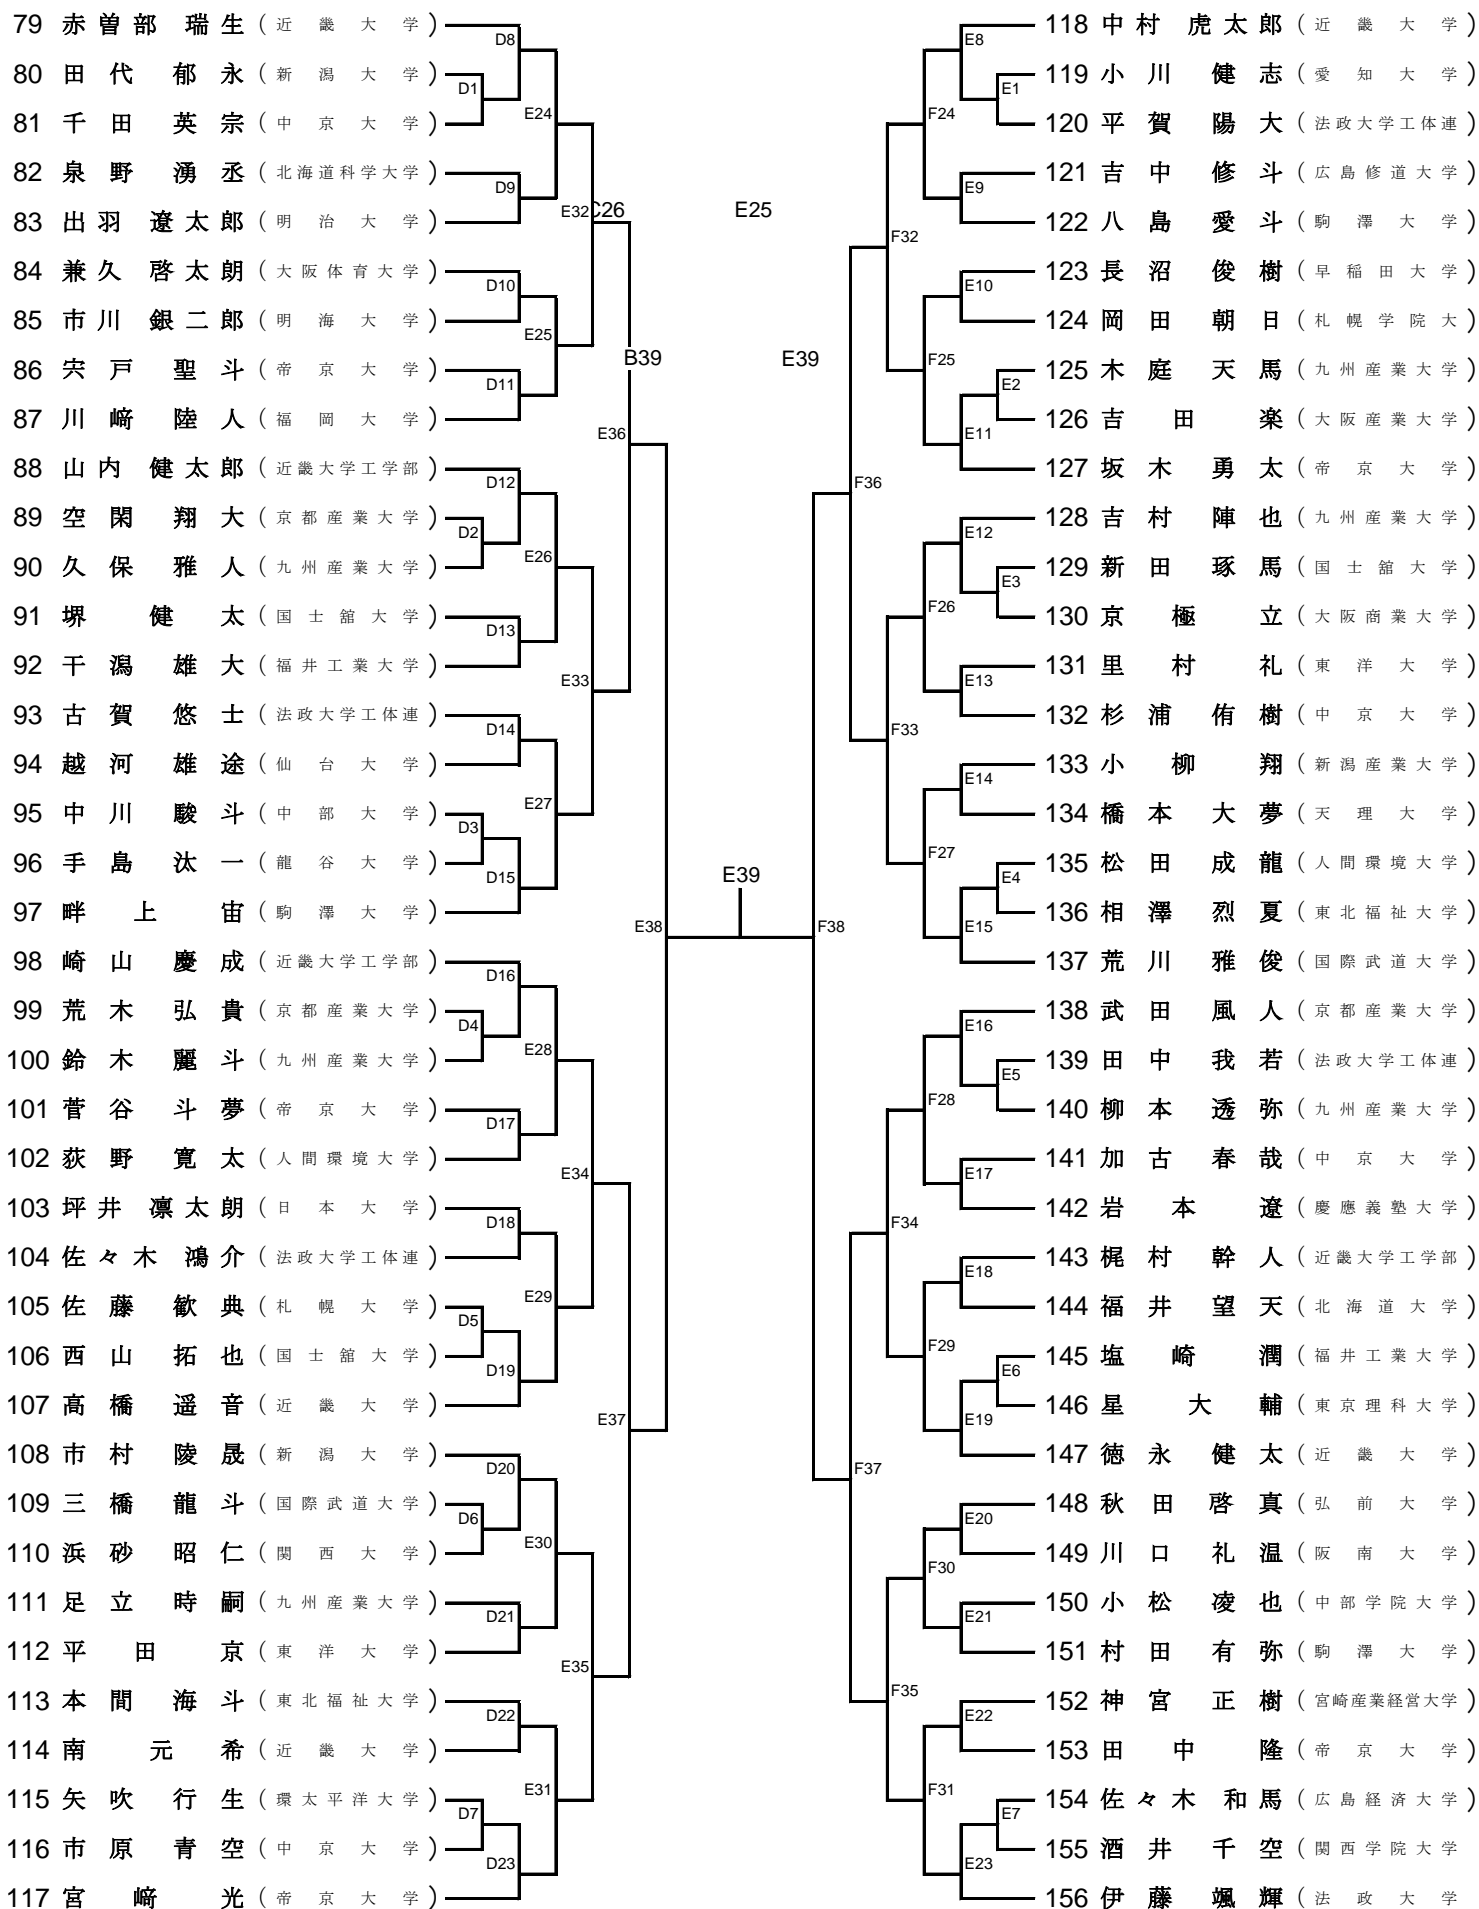 79 赤曽部 瑞生 (近畿大学)
80 田代 郁永 (新潟大学)
81 千田 英宗 (中京大学)
82 泉野 湧丞 (北海道科学大学)
83 出羽 遼太郎 (明治大学)
84 兼久 啓太朗 (大阪体育大学)
85 市川 銀二郎 (明海大学)
86 宍戸 聖斗 (帝京大学)
87 川﨑 陸人 (福岡大学)
88 山内 健太郎 (近畿大学工学部)
89 空閑 翔大 (京都産業大学)
90 久保 雅人 (九州産業大学)
91 堺 健太 (国士舘大学)
92 干潟 雄大 (福井工業大学)
93 古賀 悠士 (法政大学工体連)
94 越河 雄途 (仙台大学)
95 中川 駿斗 (中部大学)
96 手島 汰一 (龍谷大学)
97 畔上 宙 (駒澤大学)
98 崎山 慶成 (近畿大学工学部)
99 荒木 弘貴 (京都産業大学)
100 鈴木 麗斗 (九州産業大学)
101 菅谷 斗夢 (帝京大学)
102 荻野 寛太 (人間環境大学)
103 坪井 凛太朗 (日本大学)
104 佐々木 鴻介 (法政大学工体連)
105 佐藤 歓典 (札幌大学)
106 西山 拓也 (国士舘大学)
107 髙橋 遥音 (近畿大学)
108 市村 陵晟 (新潟大学)
109 三橋 龍斗 (国際武道大学)
110 浜砂 昭仁 (関西大学)
111 足立 時嗣 (九州産業大学)
112 平田 京 (東洋大学)
113 本間 海斗 (東北福祉大学)
114 南 元希 (近畿大学)
115 矢吹 行生 (環太平洋大学)
116 市原 青空 (中京大学)
117 宮﨑 光 (帝京大学)
D8
D1
E24
D9
E32
C26
D10
E25
D11
B39
E36
D12
D2
E26
D13
E33
D14
E27
D3
D15
E38
D16
D4
E28
D17
E34
D18
E29
D5
D19
E37
D20
D6
E30
D21
E35
D22
E31
D7
D23
E25
E39
E39
E8
E1
F24
E9
F32
E10
F25
E2
E11
F36
E12
E3
F26
E13
F33
E14
F27
E4
E15
F38
E16
E5
F28
E17
F34
E18
F29
E6
E19
F37
E20
F30
E21
F35
E22
F31
E7
E23
118 中村 虎太郎 (近畿大学)
119 小川 健志 (愛知大学)
120 平賀 陽大 (法政大学工体連)
121 吉中 修斗 (広島修道大学)
122 八島 愛斗 (駒澤大学)
123 長沼 俊樹 (早稲田大学)
124 岡田 朝日 (札幌学院大)
125 木庭 天馬 (九州産業大学)
126 吉田 楽 (大阪産業大学)
127 坂木 勇太 (帝京大学)
128 吉村 陣也 (九州産業大学)
129 新田 琢馬 (国士舘大学)
130 京極 立 (大阪商業大学)
131 里村 礼 (東洋大学)
132 杉浦 侑樹 (中京大学)
133 小柳 翔 (新潟産業大学)
134 橋本 大夢 (天理大学)
135 松田 成龍 (人間環境大学)
136 相澤 烈夏 (東北福祉大学)
137 荒川 雅俊 (国際武道大学)
138 武田 風人 (京都産業大学)
139 田中 我若 (法政大学工体連)
140 柳本 透弥 (九州産業大学)
141 加古 春哉 (中京大学)
142 岩本 遼 (慶應義塾大学)
143 梶村 幹人 (近畿大学工学部)
144 福井 望天 (北海道大学)
145 塩崎 潤 (福井工業大学)
146 星 大輔 (東京理科大学)
147 徳永 健太 (近畿大学)
148 秋田 啓真 (弘前大学)
149 川口 礼温 (阪南大学)
150 小松 凌也 (中部学院大学)
151 村田 有弥 (駒澤大学)
152 神宮 正樹 (宮崎産業経営大学)
153 田中 隆 (帝京大学)
154 佐々木 和馬 (広島経済大学)
155 酒井 千空 (関西学院大学
156 伊藤 颯輝 (法政大学